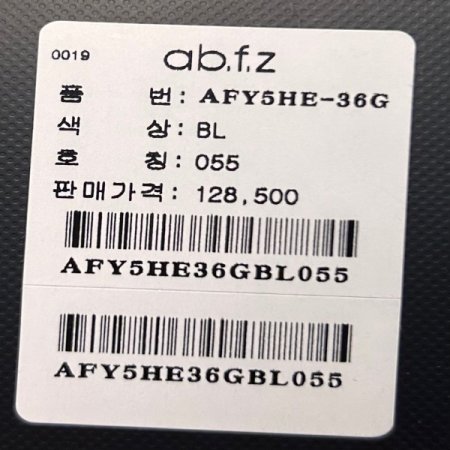 0019 ab.f.z
품 번 : AFY5HE-36G
색 상 : BL
호 칭 : 055
판매가격 : 128,500
AFY5HE36GBL055
AFY5HE36GBL055